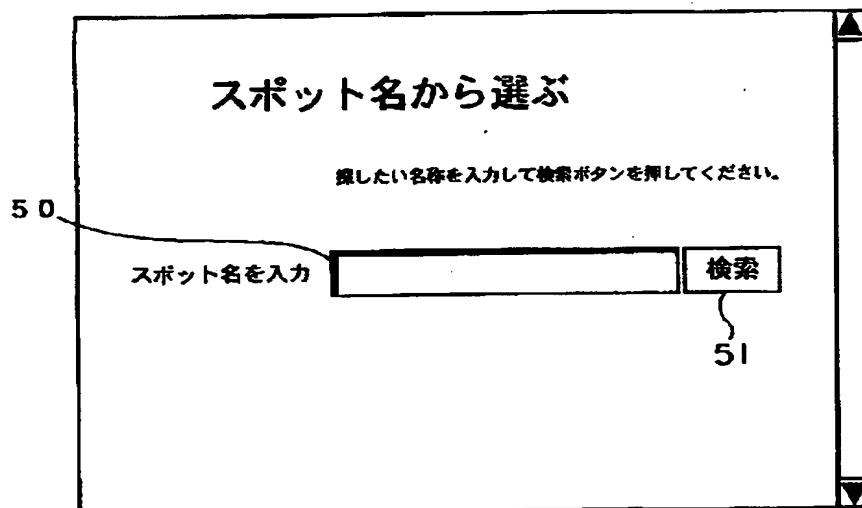 スポット名から選ぶ
探したい名称を入力して検索ボタンを押してください。
50
スポット名を入力 検索
51